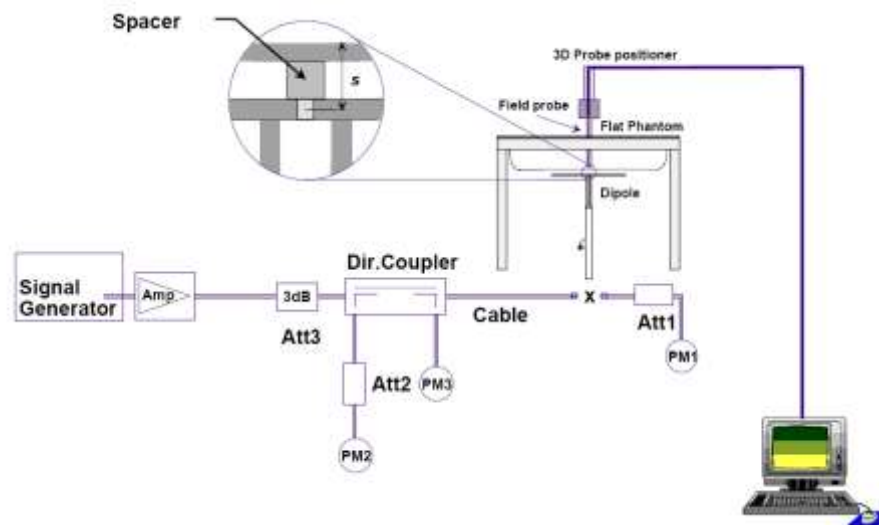 Spacer
s
3D Probe positioner
Field probe
Flat Phantom
Dipole
Dir.Coupler
Signal
Generator
Amp
3dB
Att3
Cable
x
Att1
PM1
Att2
PM3
PM2